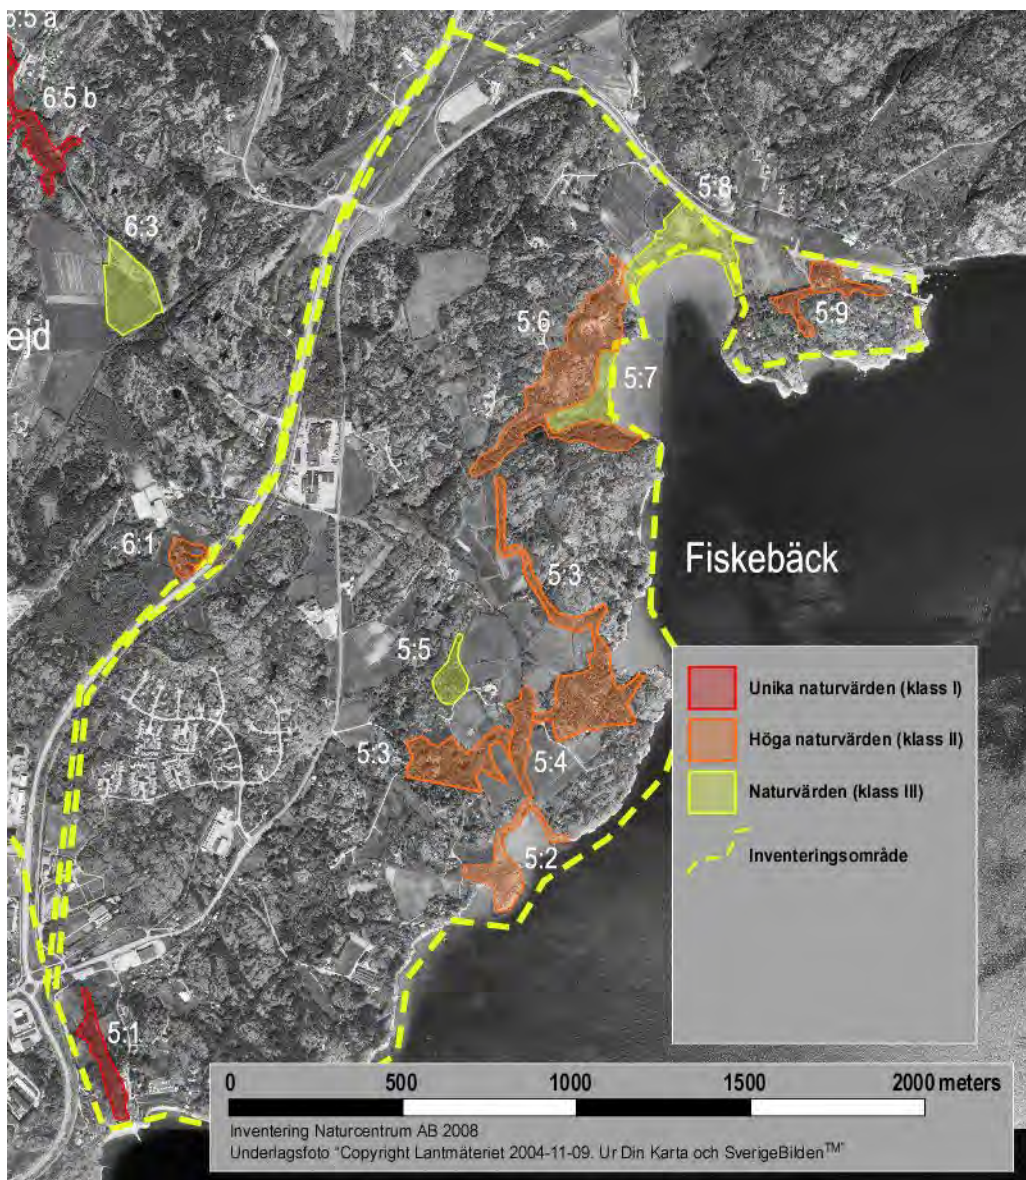 5:5 a
6:5 b
6:3
5:8
5:9
5:6
ejd
5:7
6:1
5:3
Fiskebäck
5:5
5:3
5:4
5:2
5:1
Unika naturvärden (klass I)
Höga naturvärden (klass II)
Naturvärden (klass III)
Inventeringsområde
0 500 1000 1500 2000 meters
Inventering Naturcentrum AB 2008
Underlagsfoto "Copyright Lantmäteriet 2004-11-09. Ur Din Karta och SverigeBilden™"